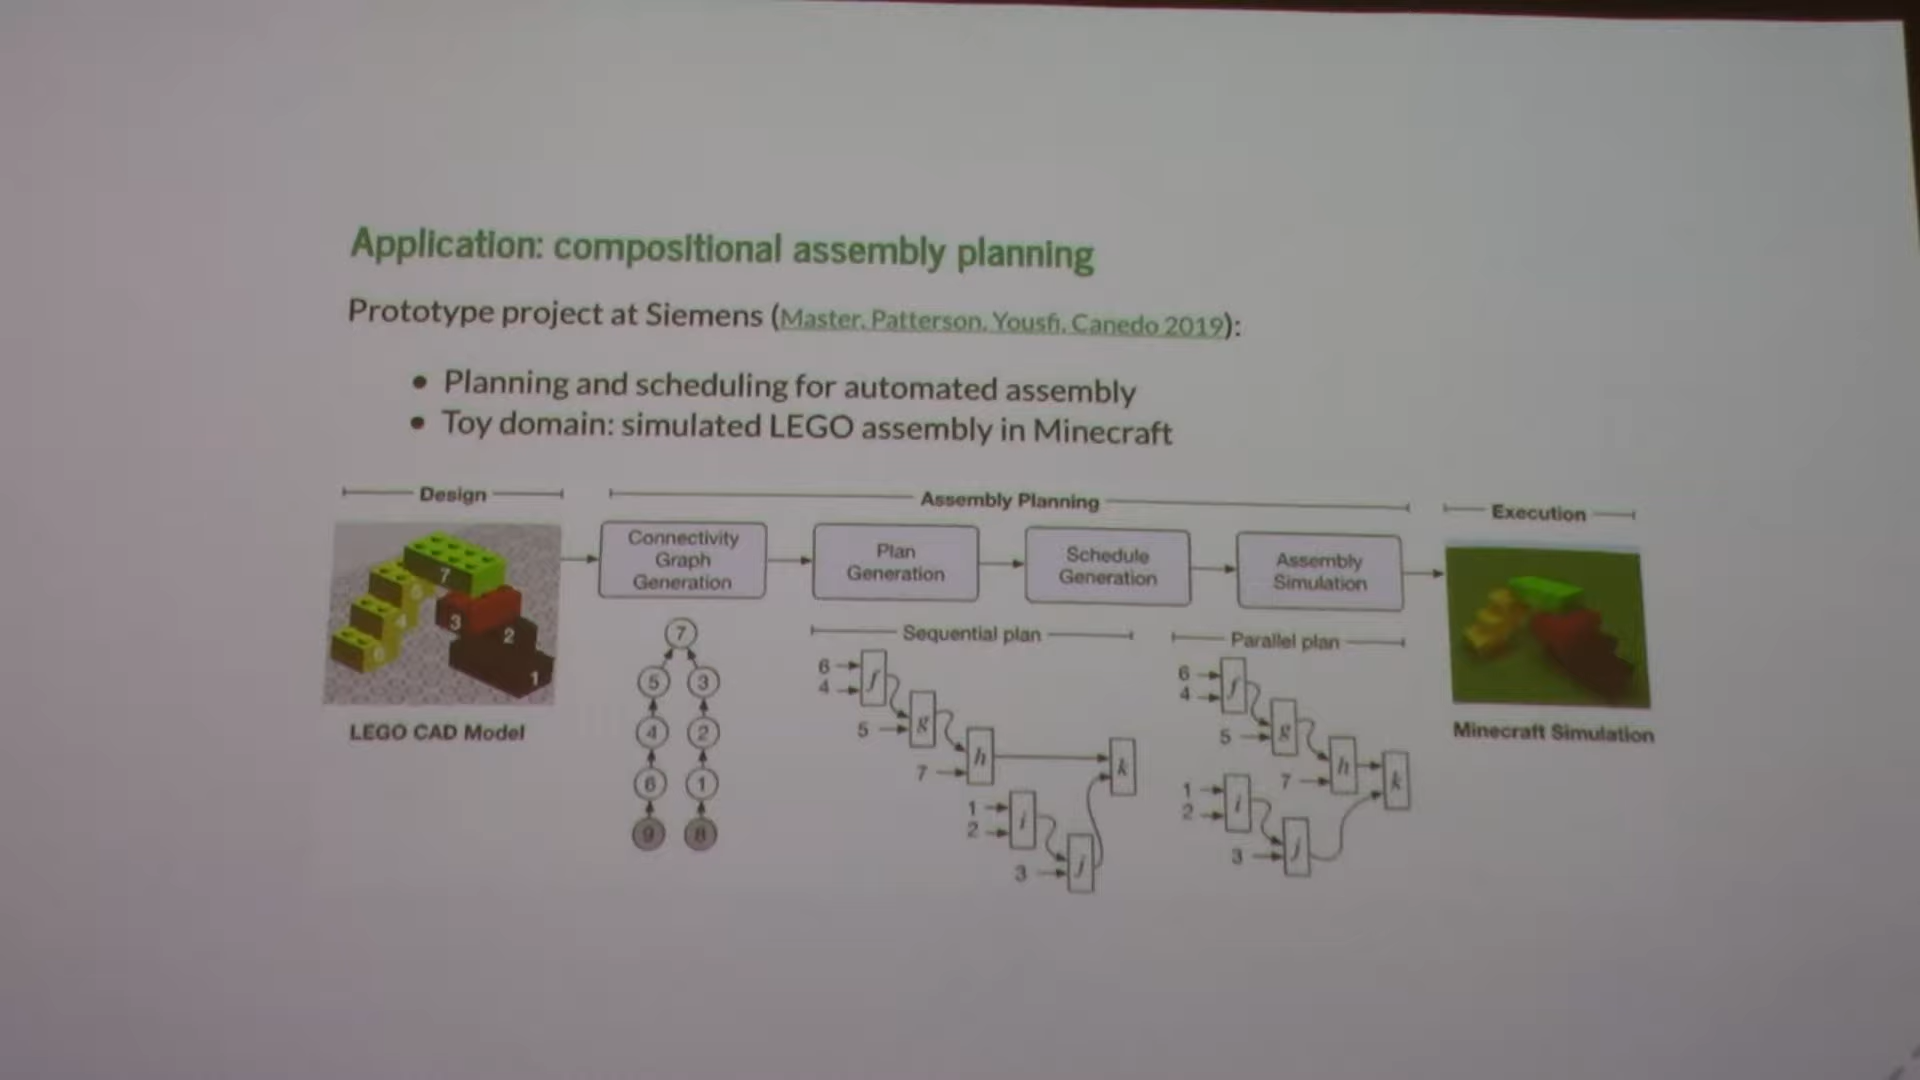 Application: compositional assembly planning
Prototype project at Siemens (Master, Patterson, Yousfi, Canedo 2019):
• Planning and scheduling for automated assembly
• Toy domain: simulated LEGO assembly in Minecraft
Design
Assembly Planning
Execution
Connectivity
Graph
Generation
Plan
Generation
Schedule
Generation
Assembly
Simulation
7
4
6
3
2
1
LEGO CAD Model
7
5 3
4 2
6 1
9 8
Sequential plan
6
4
f
5
g
7
h
k
1
2
i
3
j
Parallel plan
6
4
f
5
g
7
h
k
1
2
i
3
j
Minecraft Simulation